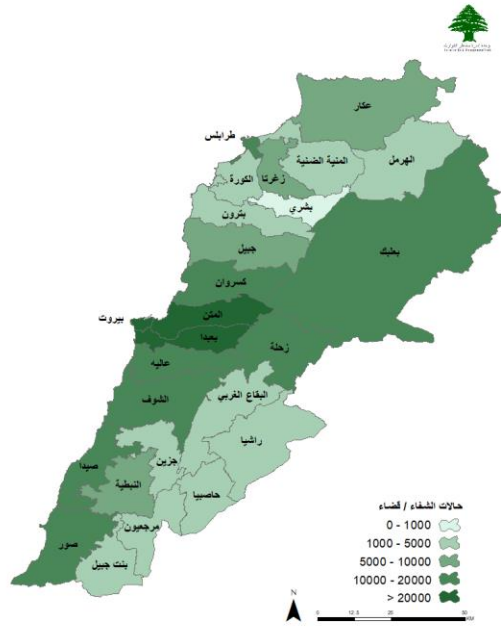 عكار
طرابلس
المنية الضنية
الهرمل
زغرتا
الكورة
بشري
بترون
بعلبك
جبيل
كسروان
المتن
بيروت
بعبدا
زحلة
عاليه
الشوف
البقاع الغربي
راشيا
جزين
صيدا
حاصبيا
النبطية
مرجعيون
صور
بنت جبيل
حالات الشفاء / قضاء
0 - 1000
1000 - 5000
5000 - 10000
10000 - 20000
> 20000
N
0 12.5 25 50
KM